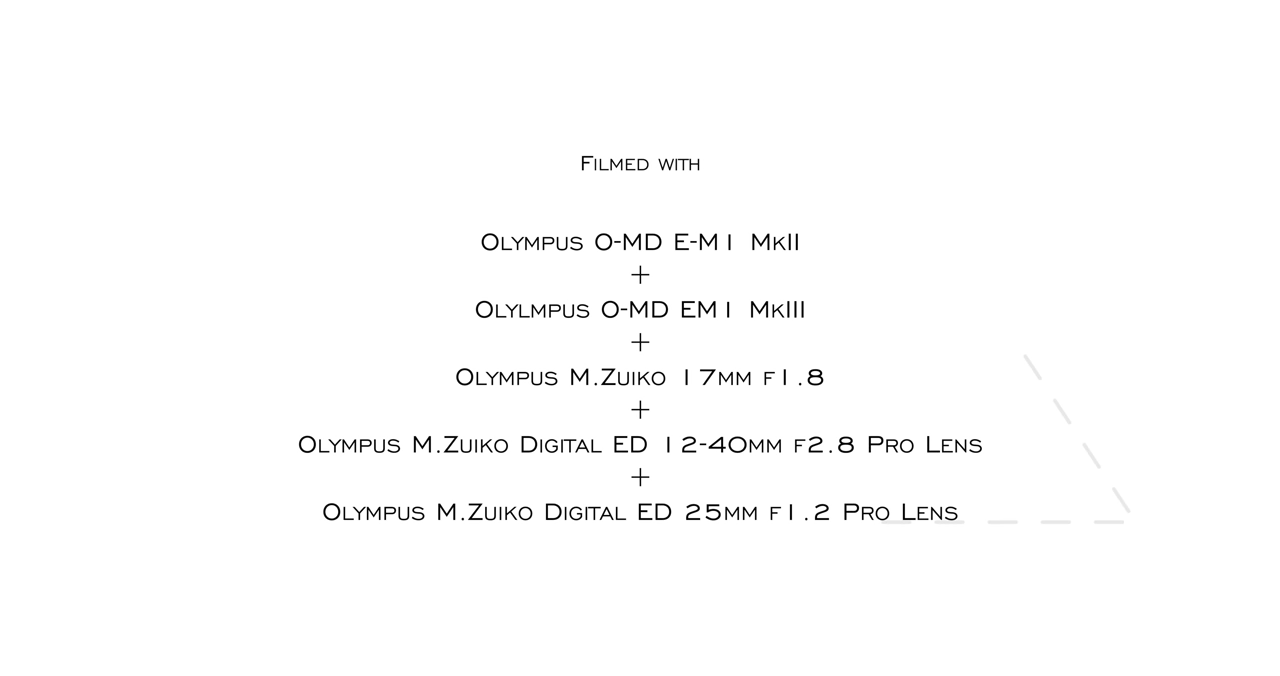 Filmed with
Olympus O-MD E-M1 MkII
+
Olylmpus O-MD EM1 MkIII
+
Olympus M.Zuiko 17mm f1.8
+
Olympus M.Zuiko Digital ED 12-40mm f2.8 Pro Lens
+
Olympus M.Zuiko Digital ED 25mm f1.2 Pro Lens